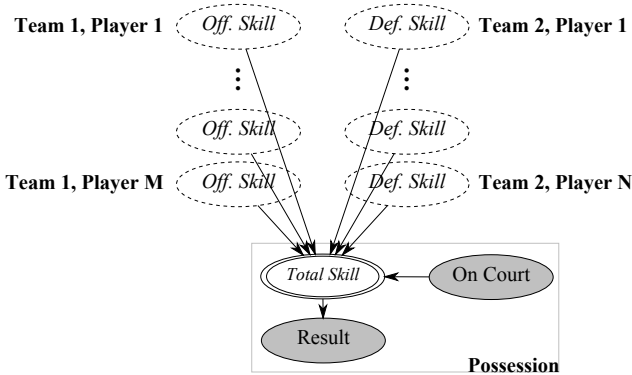 Team 1, Player 1 Off. Skill Def. Skill Team 2, Player 1
Off. Skill Def. Skill
Team 1, Player M Off. Skill Def. Skill Team 2, Player N
Total Skill On Court
Result
Possession